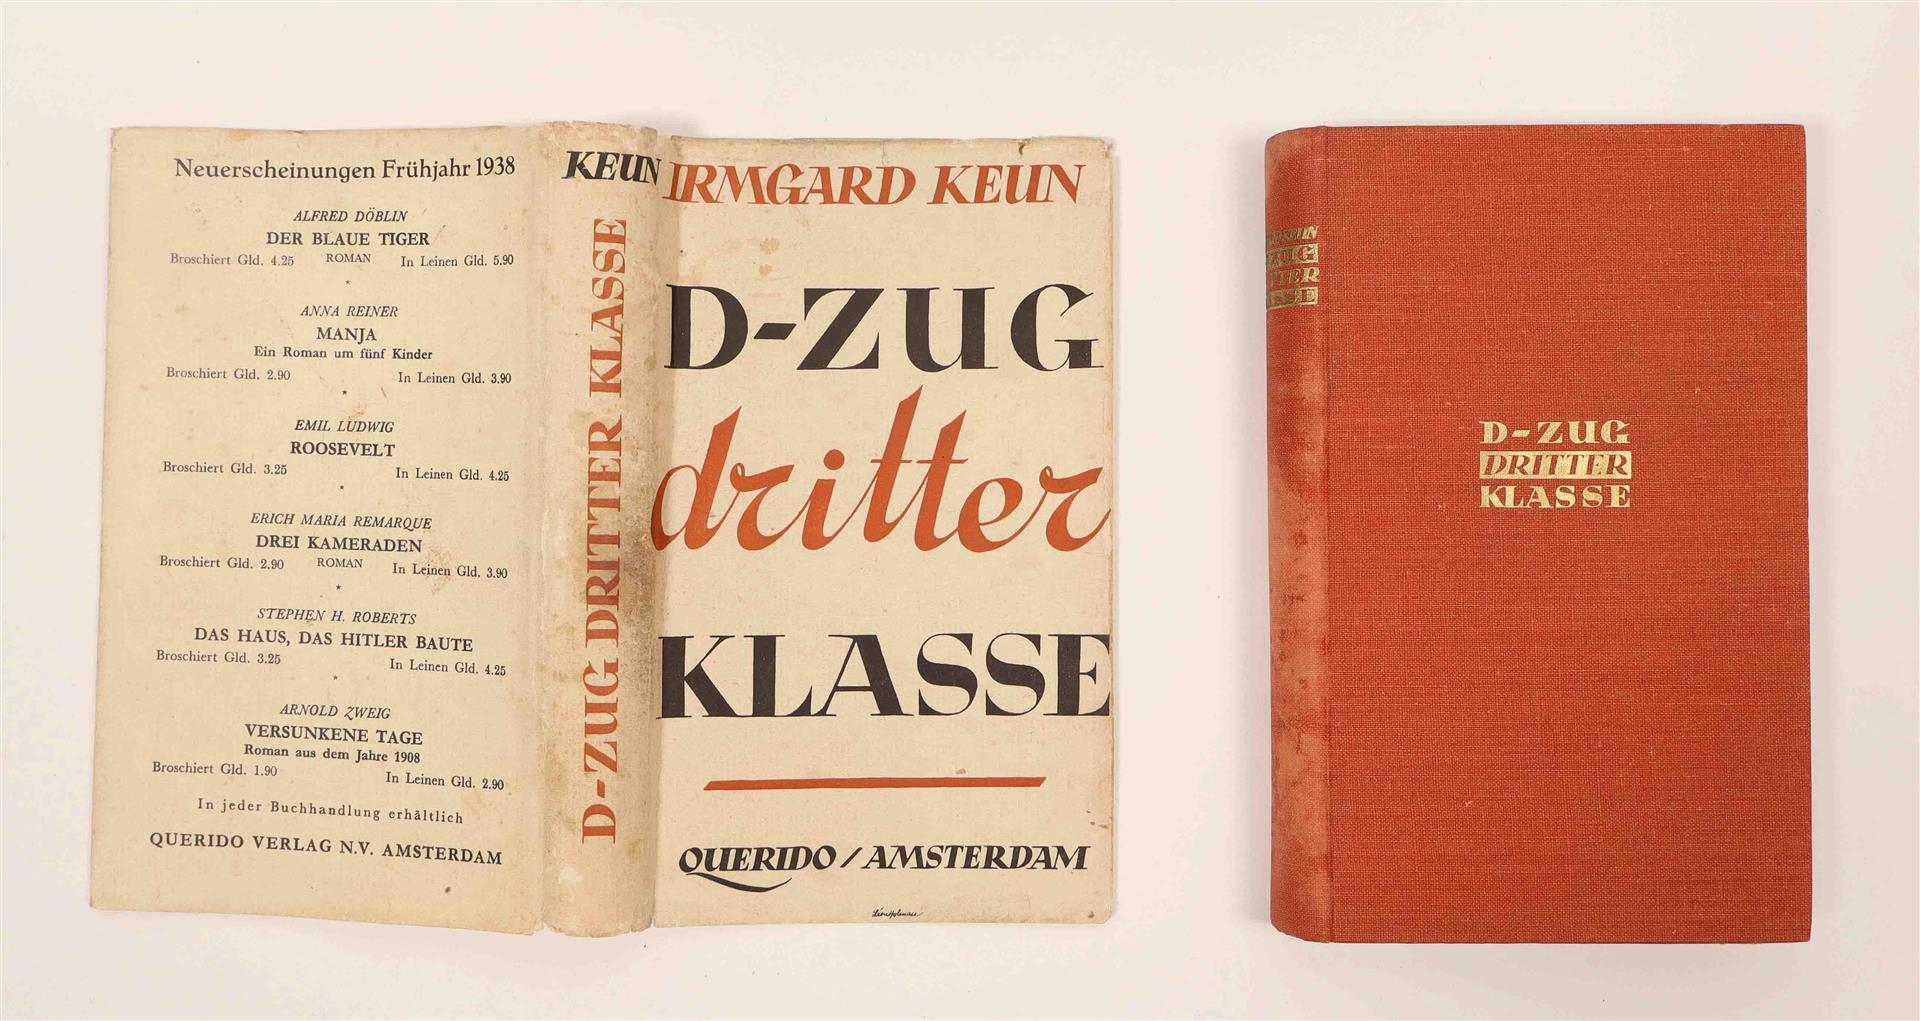 Neuerscheinungen Frühjahr 1938
ALFRED DÖBLIN
DER BLAUE TIGER
Broschiert Gld. 4.25 ROMAN In Leinen Gld. 5.90
*
ANNA REINER
MANJA
Ein Roman um fünf Kinder
Broschiert Gld. 2.90 In Leinen Gld. 3.90
*
EMIL LUDWIG
ROOSEVELT
Broschiert Gld. 3.25 In Leinen Gld. 4.25
*
ERICH MARIA REMARQUE
DREI KAMERADEN
Broschiert Gld. 2.90 ROMAN In Leinen Gld. 3.90
*
STEPHEN H. ROBERTS
DAS HAUS, DAS HITLER BAUTE
Broschiert Gld. 3.25 In Leinen Gld. 4.25
*
ARNOLD ZWEIG
VERSUNKENE TAGE
Roman aus dem Jahre 1908
Broschiert Gld. 1.90 In Leinen Gld. 2.90
In jeder Buchhandlung erhältlich
QUERIDO VERLAG N.V. AMSTERDAM
KEUN
D-ZUG DRITTER KLASSE
IRMGARD KEUN
D-ZUG
dritter
KLASSE
QUERIDO / AMSTERDAM
D-ZUG
DRITTER
KLASSE